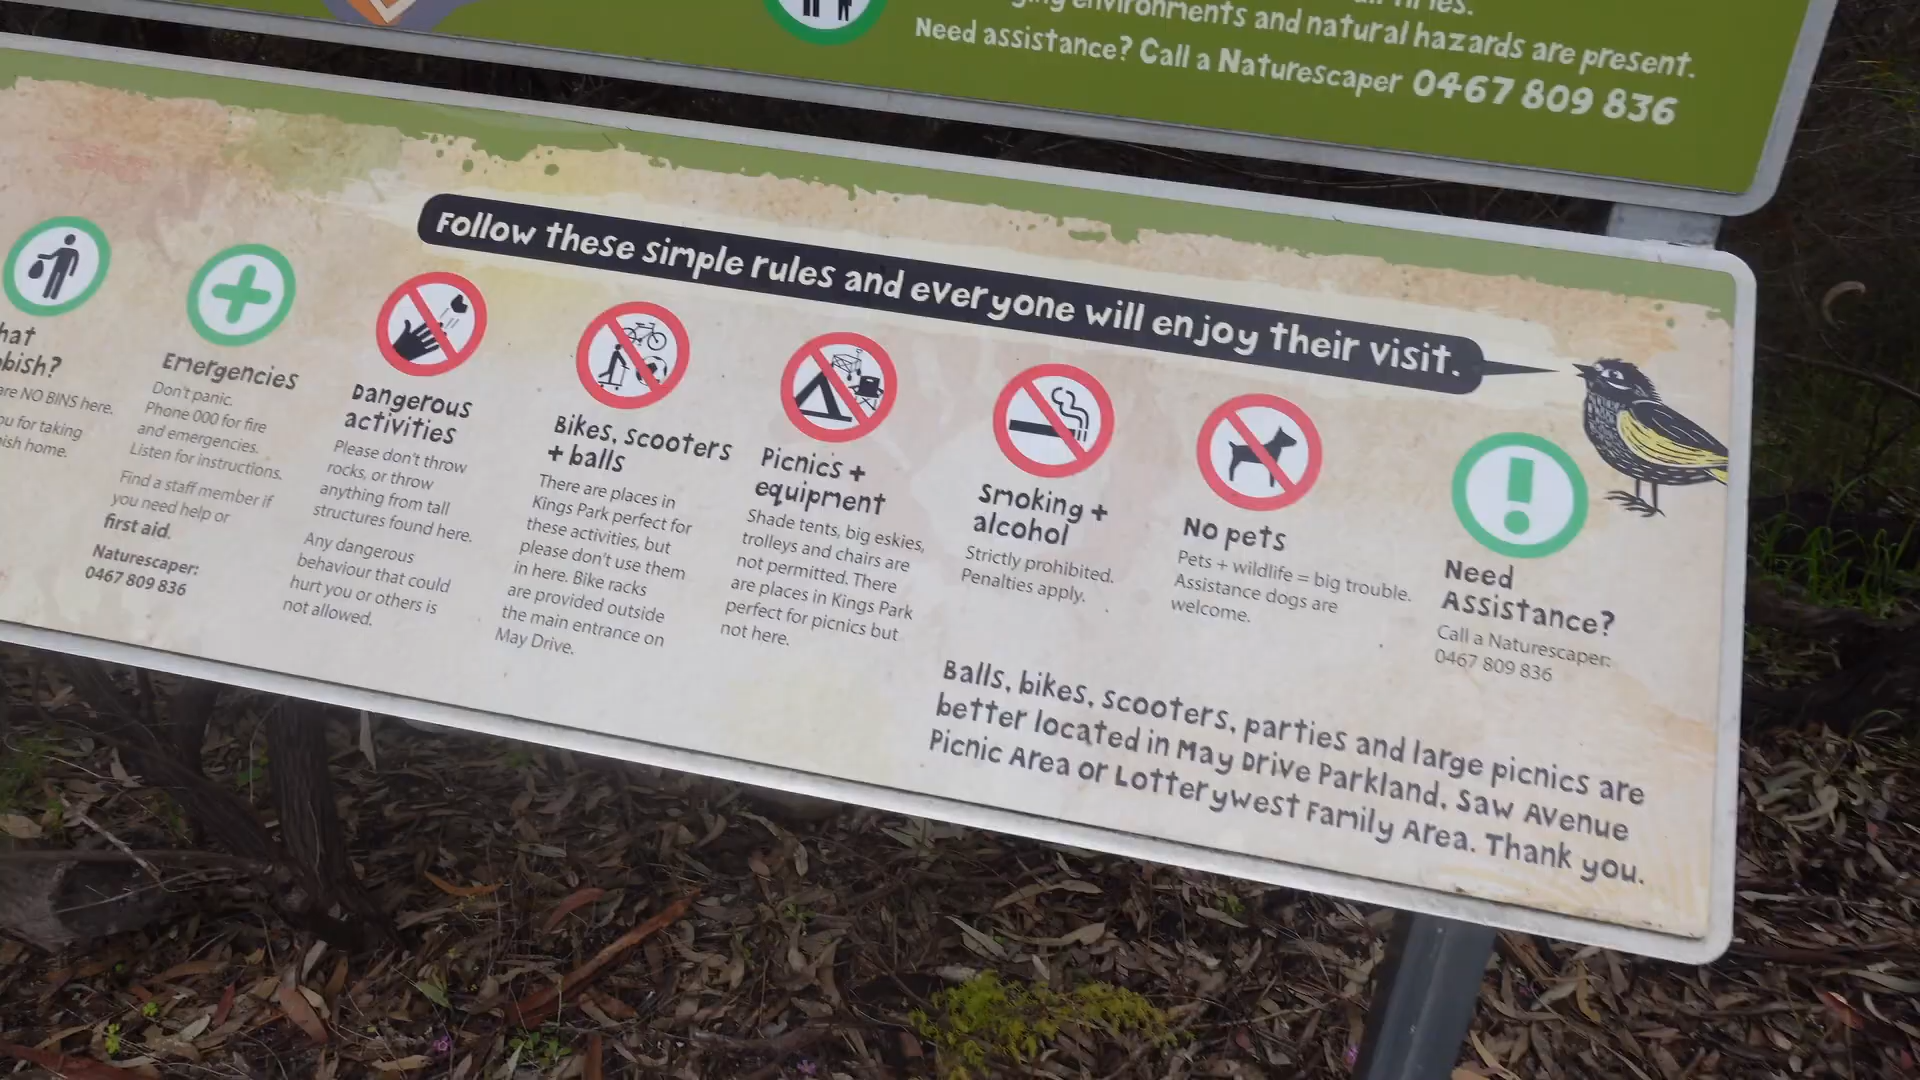 environments and natural hazards are present.
Need assistance? Call a Naturescaper 0467 809 836
Follow these simple rules and everyone will enjoy their visit.
are NO BINS here.
for taking
home.
Emergencies
Don't panic.
Phone 000 for fire
and emergencies.
Listen for instructions.
Find a staff member if
you need help or
first aid.
Naturescaper:
0467 809 836
Dangerous
activities
Please don't throw
rocks, or throw
anything from tall
structures found here.
Any dangerous
behaviour that could
hurt you or others is
not allowed.
Bikes, scooters
+ balls
There are places in
Kings Park perfect for
these activities, but
please don't use them
in here. Bike racks
are provided outside
the main entrance on
May Drive.
Picnics +
equipment
Shade tents, big eskies,
trolleys and chairs are
not permitted. There
are places in Kings Park
perfect for picnics but
not here.
Smoking +
alcohol
Strictly prohibited.
Penalties apply.
No pets
Pets + wildlife = big trouble.
Assistance dogs are
welcome.
Need
Assistance?
Call a Naturescaper:
0467 809 836
Balls, bikes, scooters, parties and large picnics are
better located in May Drive Parkland, Saw Avenue
Picnic Area or Lotterywest Family Area. Thank you.